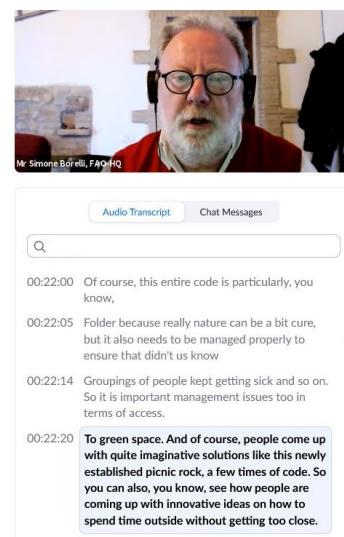 Mr Simone Borelli, FAO-HQ
Audio Transcript
Chat Messages
00:22:00 Of course, this entire code is particularly, you
know,
00:22:05 Folder because really nature can be a bit cure,
but it also needs to be managed properly to
ensure that didn't us know
00:22:14 Groupings of people kept getting sick and so on.
So it is important management issues too in
terms of access.
00:22:20 To green space. And of course, people come up
with quite imaginative solutions like this newly
established picnic rock, a few times of code. So
you can also, you know, see how people are
coming up with innovative ideas on how to
spend time outside without getting too close.